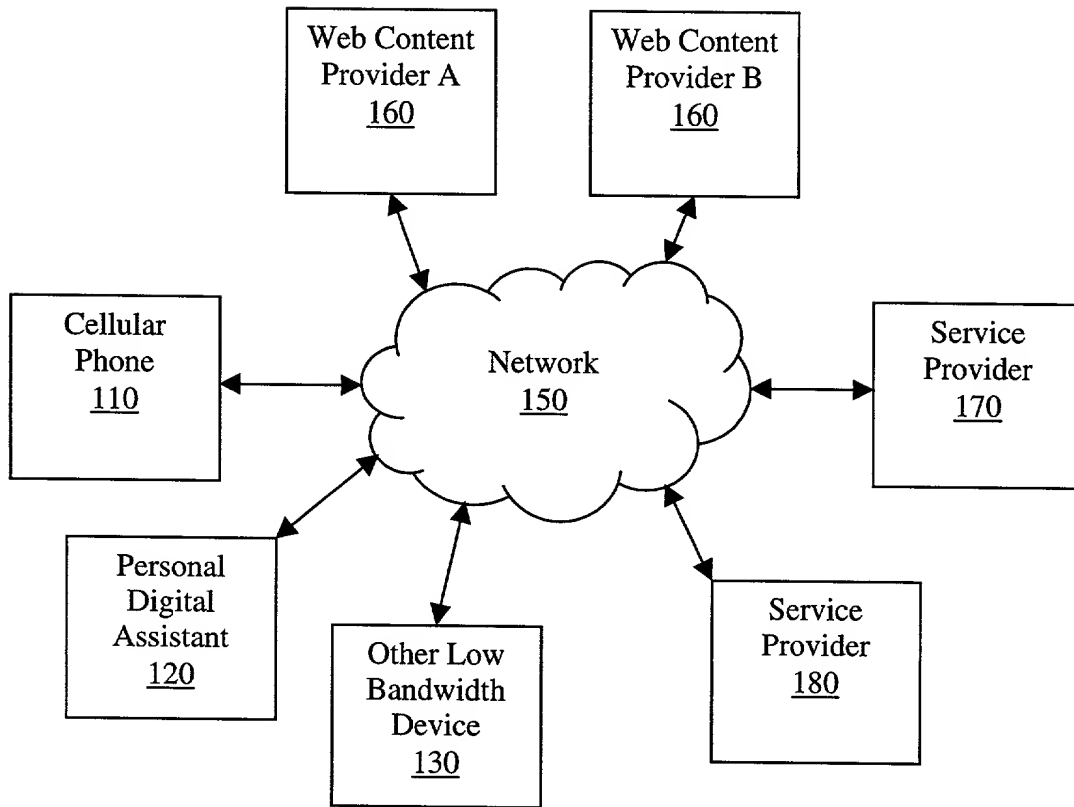 Web Content
Provider A
160
Web Content
Provider B
160
Cellular
Phone
110
Network
150
Service
Provider
170
Personal
Digital
Assistant
120
Other Low
Bandwidth
Device
130
Service
Provider
180